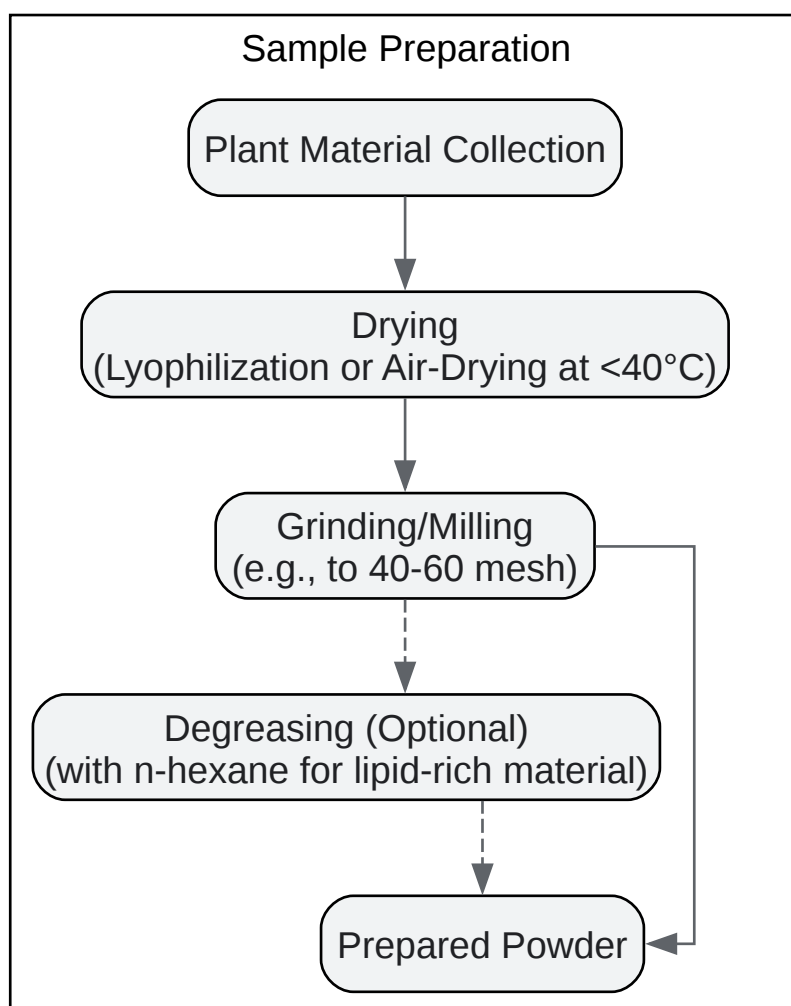 Sample Preparation
Plant Material Collection
Drying
(Lyophilization or Air-Drying at <40°C)
Grinding/Milling
(e.g., to 40-60 mesh)
Degreasing (Optional)
(with n-hexane for lipid-rich material)
Prepared Powder